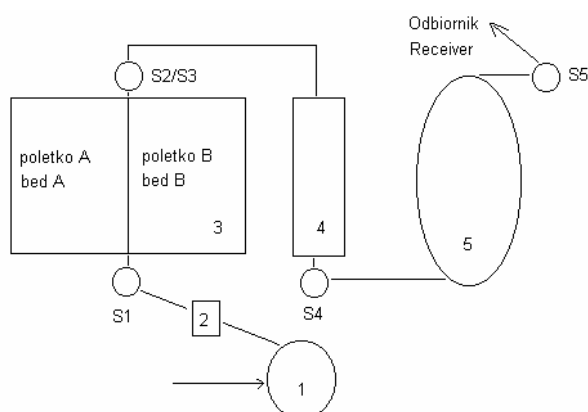 Odbiornik
Receiver
S2/S3
S5
poletko A
bed A
poletko B
bed B
3
4
5
S1
S4
2
1